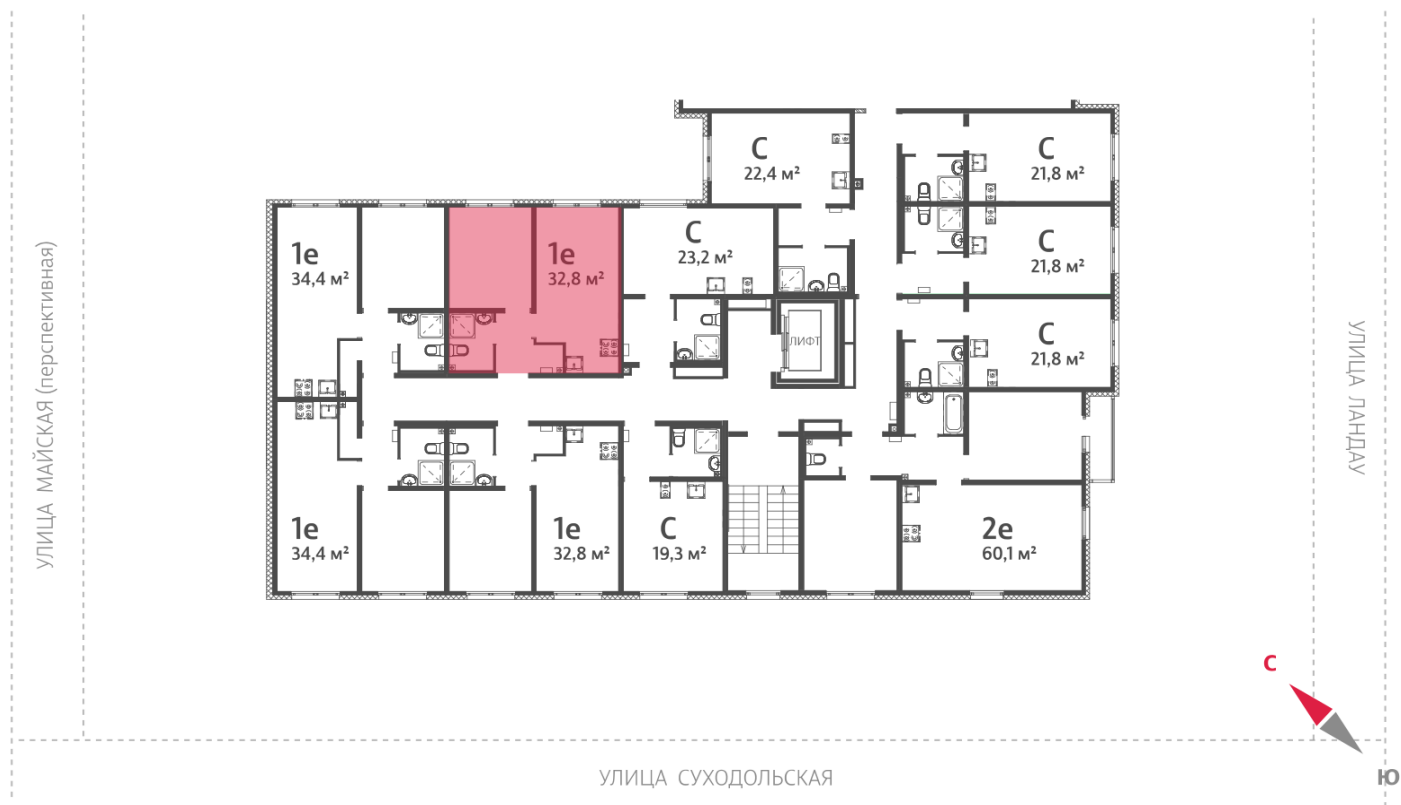 С
22,4 м²
С
21,8 м²
1е
34,4 м²
1е
32,8 м²
С
23,2 м²
С
21,8 м²
ЛИФТ
С
21,8 м²
1е
34,4 м²
1е
32,8 м²
С
19,3 м²
2е
60,1 м²
УЛИЦА МАЙСКАЯ (перспективная)
УЛИЦА ЛАНДАУ
УЛИЦА СУХОДОЛЬСКАЯ
С
Ю